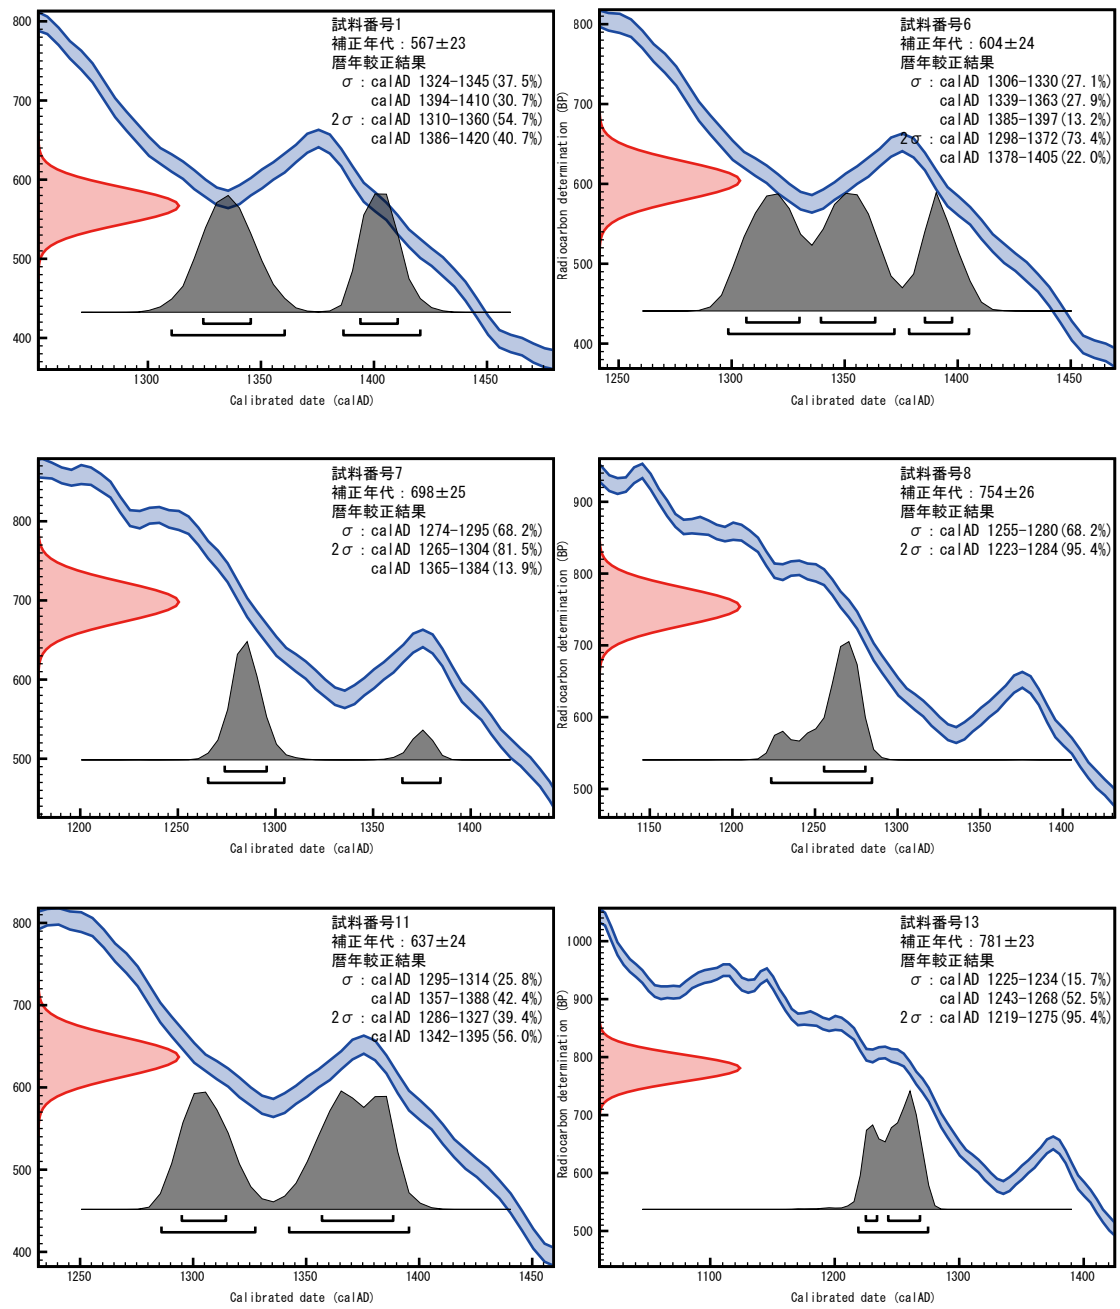 試料番号1
補正年代：567±23
暦年較正結果
σ：calAD 1324-1345(37.5%)
calAD 1394-1410(30.7%)
2σ：calAD 1310-1360(54.7%)
calAD 1386-1420(40.7%)
800
700
600
500
400
1300 1350 1400 1450
Calibrated date (calAD)
試料番号6
補正年代：604±24
暦年較正結果
σ：calAD 1306-1330(27.1%)
calAD 1339-1363(27.9%)
calAD 1385-1397(13.2%)
2σ：calAD 1298-1372(73.4%)
calAD 1378-1405(22.0%)
Radiocarbon determination (BP)
800
700
600
500
400
1250 1300 1350 1400 1450
Calibrated date (calAD)
試料番号7
補正年代：698±25
暦年較正結果
σ：calAD 1274-1295(68.2%)
2σ：calAD 1265-1304(81.5%)
calAD 1365-1384(13.9%)
800
700
600
500
1200 1250 1300 1350 1400
Calibrated date (calAD)
試料番号8
補正年代：754±26
暦年較正結果
σ：calAD 1255-1280(68.2%)
2σ：calAD 1223-1284(95.4%)
Radiocarbon determination (BP)
900
800
700
600
500
1150 1200 1250 1300 1350 1400
Calibrated date (calAD)
試料番号11
補正年代：637±24
暦年較正結果
σ：calAD 1295-1314(25.8%)
calAD 1357-1388(42.4%)
2σ：calAD 1286-1327(39.4%)
calAD 1342-1395(56.0%)
800
700
600
500
400
1250 1300 1350 1400 1450
Calibrated date (calAD)
試料番号13
補正年代：781±23
暦年較正結果
σ：calAD 1225-1234(15.7%)
calAD 1243-1268(52.5%)
2σ：calAD 1219-1275(95.4%)
Radiocarbon determination (BP)
1000
900
800
700
600
500
1100 1200 1300 1400
Calibrated date (calAD)